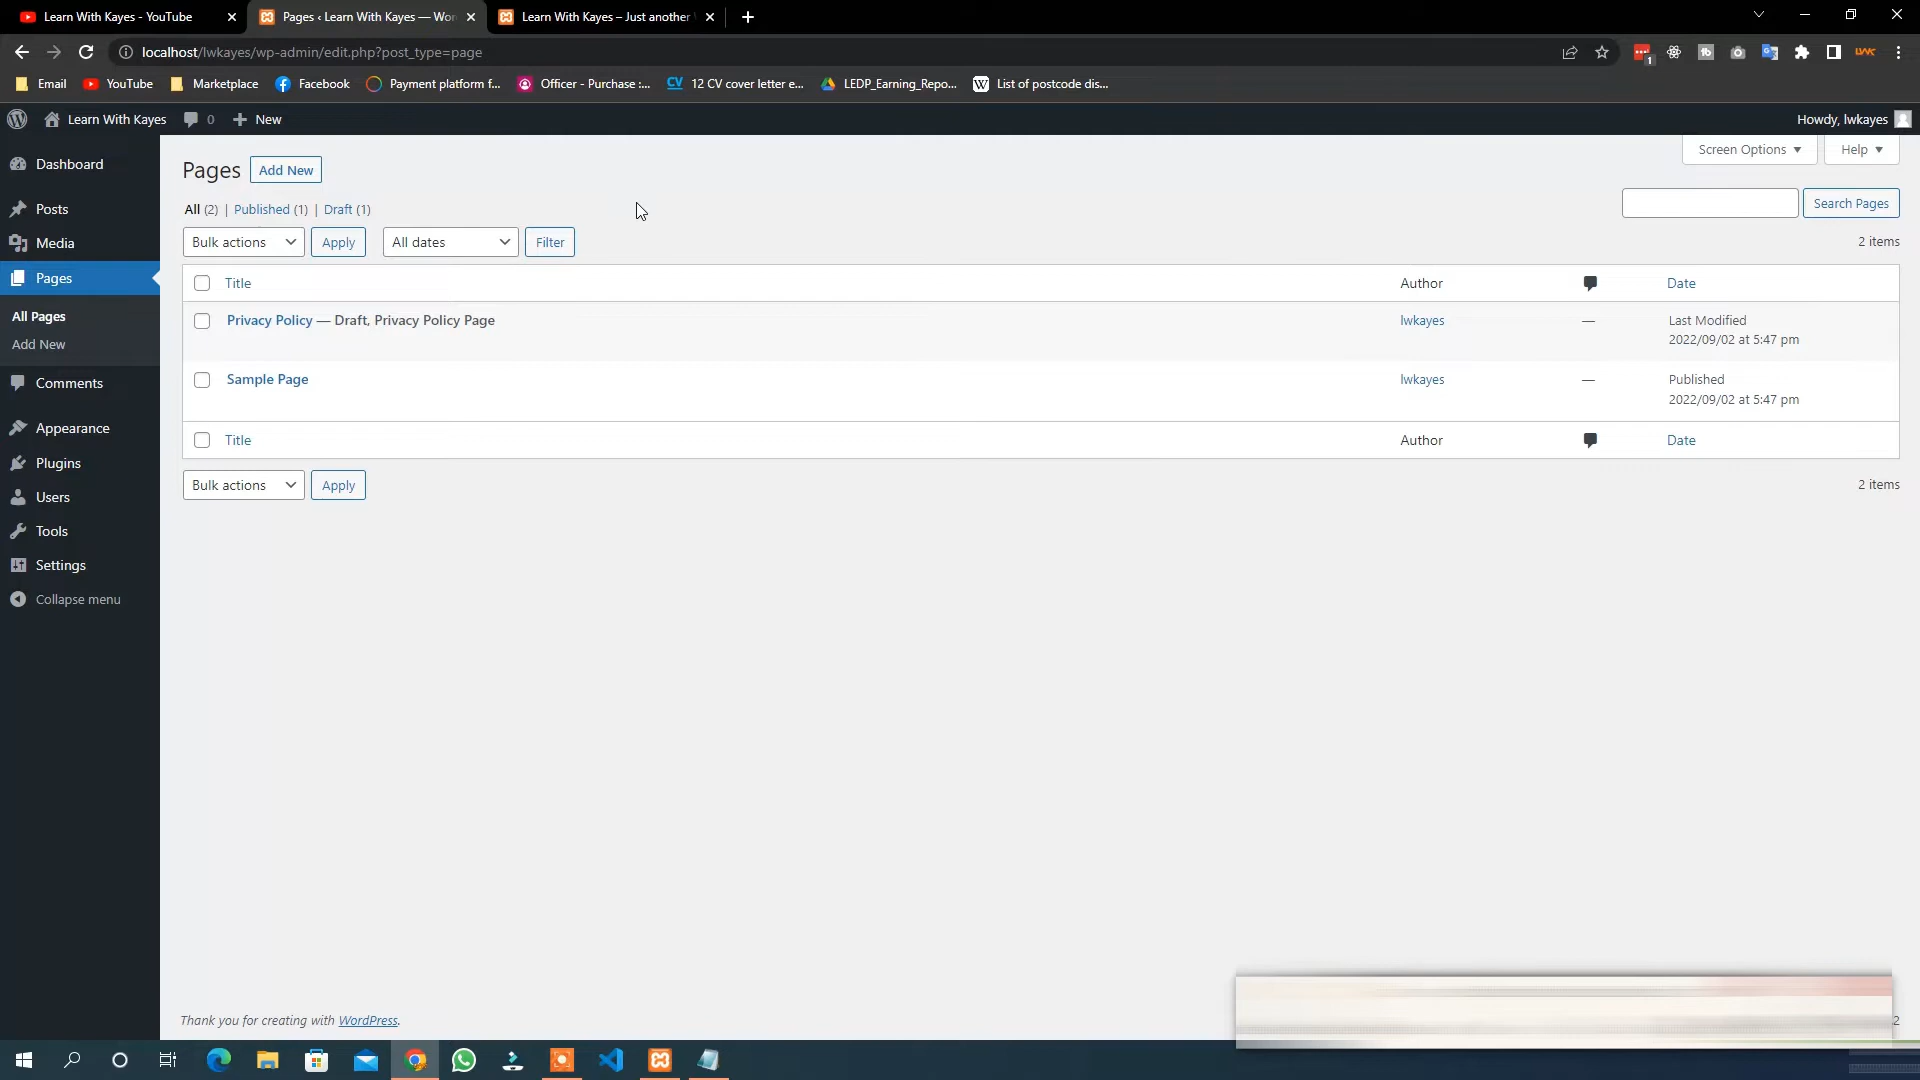 Learn With Kayes - YouTube
Pages ‹ Learn With Kayes — Wor
Learn With Kayes – Just another
localhost/lwkayes/wp-admin/edit.php?post_type=page
1
Email
YouTube
Marketplace
Facebook
Payment platform f...
Officer - Purchase :...
CV
12 CV cover letter e...
LEDP_Earning_Repo...
W
List of postcode dis...
Learn With Kayes
0
New
Howdy, lwkayes
Dashboard
Posts
Media
Pages
All Pages
Add New
Comments
Appearance
Plugins
Users
Tools
Settings
Collapse menu
Pages
Add New
Screen Options
Help
All (2) | Published (1) | Draft (1)
Search Pages
Bulk actions
Apply
All dates
Filter
2 items
Title
Author
Date
Privacy Policy — Draft, Privacy Policy Page
lwkayes
—
Last Modified
2022/09/02 at 5:47 pm
Sample Page
lwkayes
—
Published
2022/09/02 at 5:47 pm
Title
Author
Date
Bulk actions
Apply
2 items
Thank you for creating with WordPress.
2